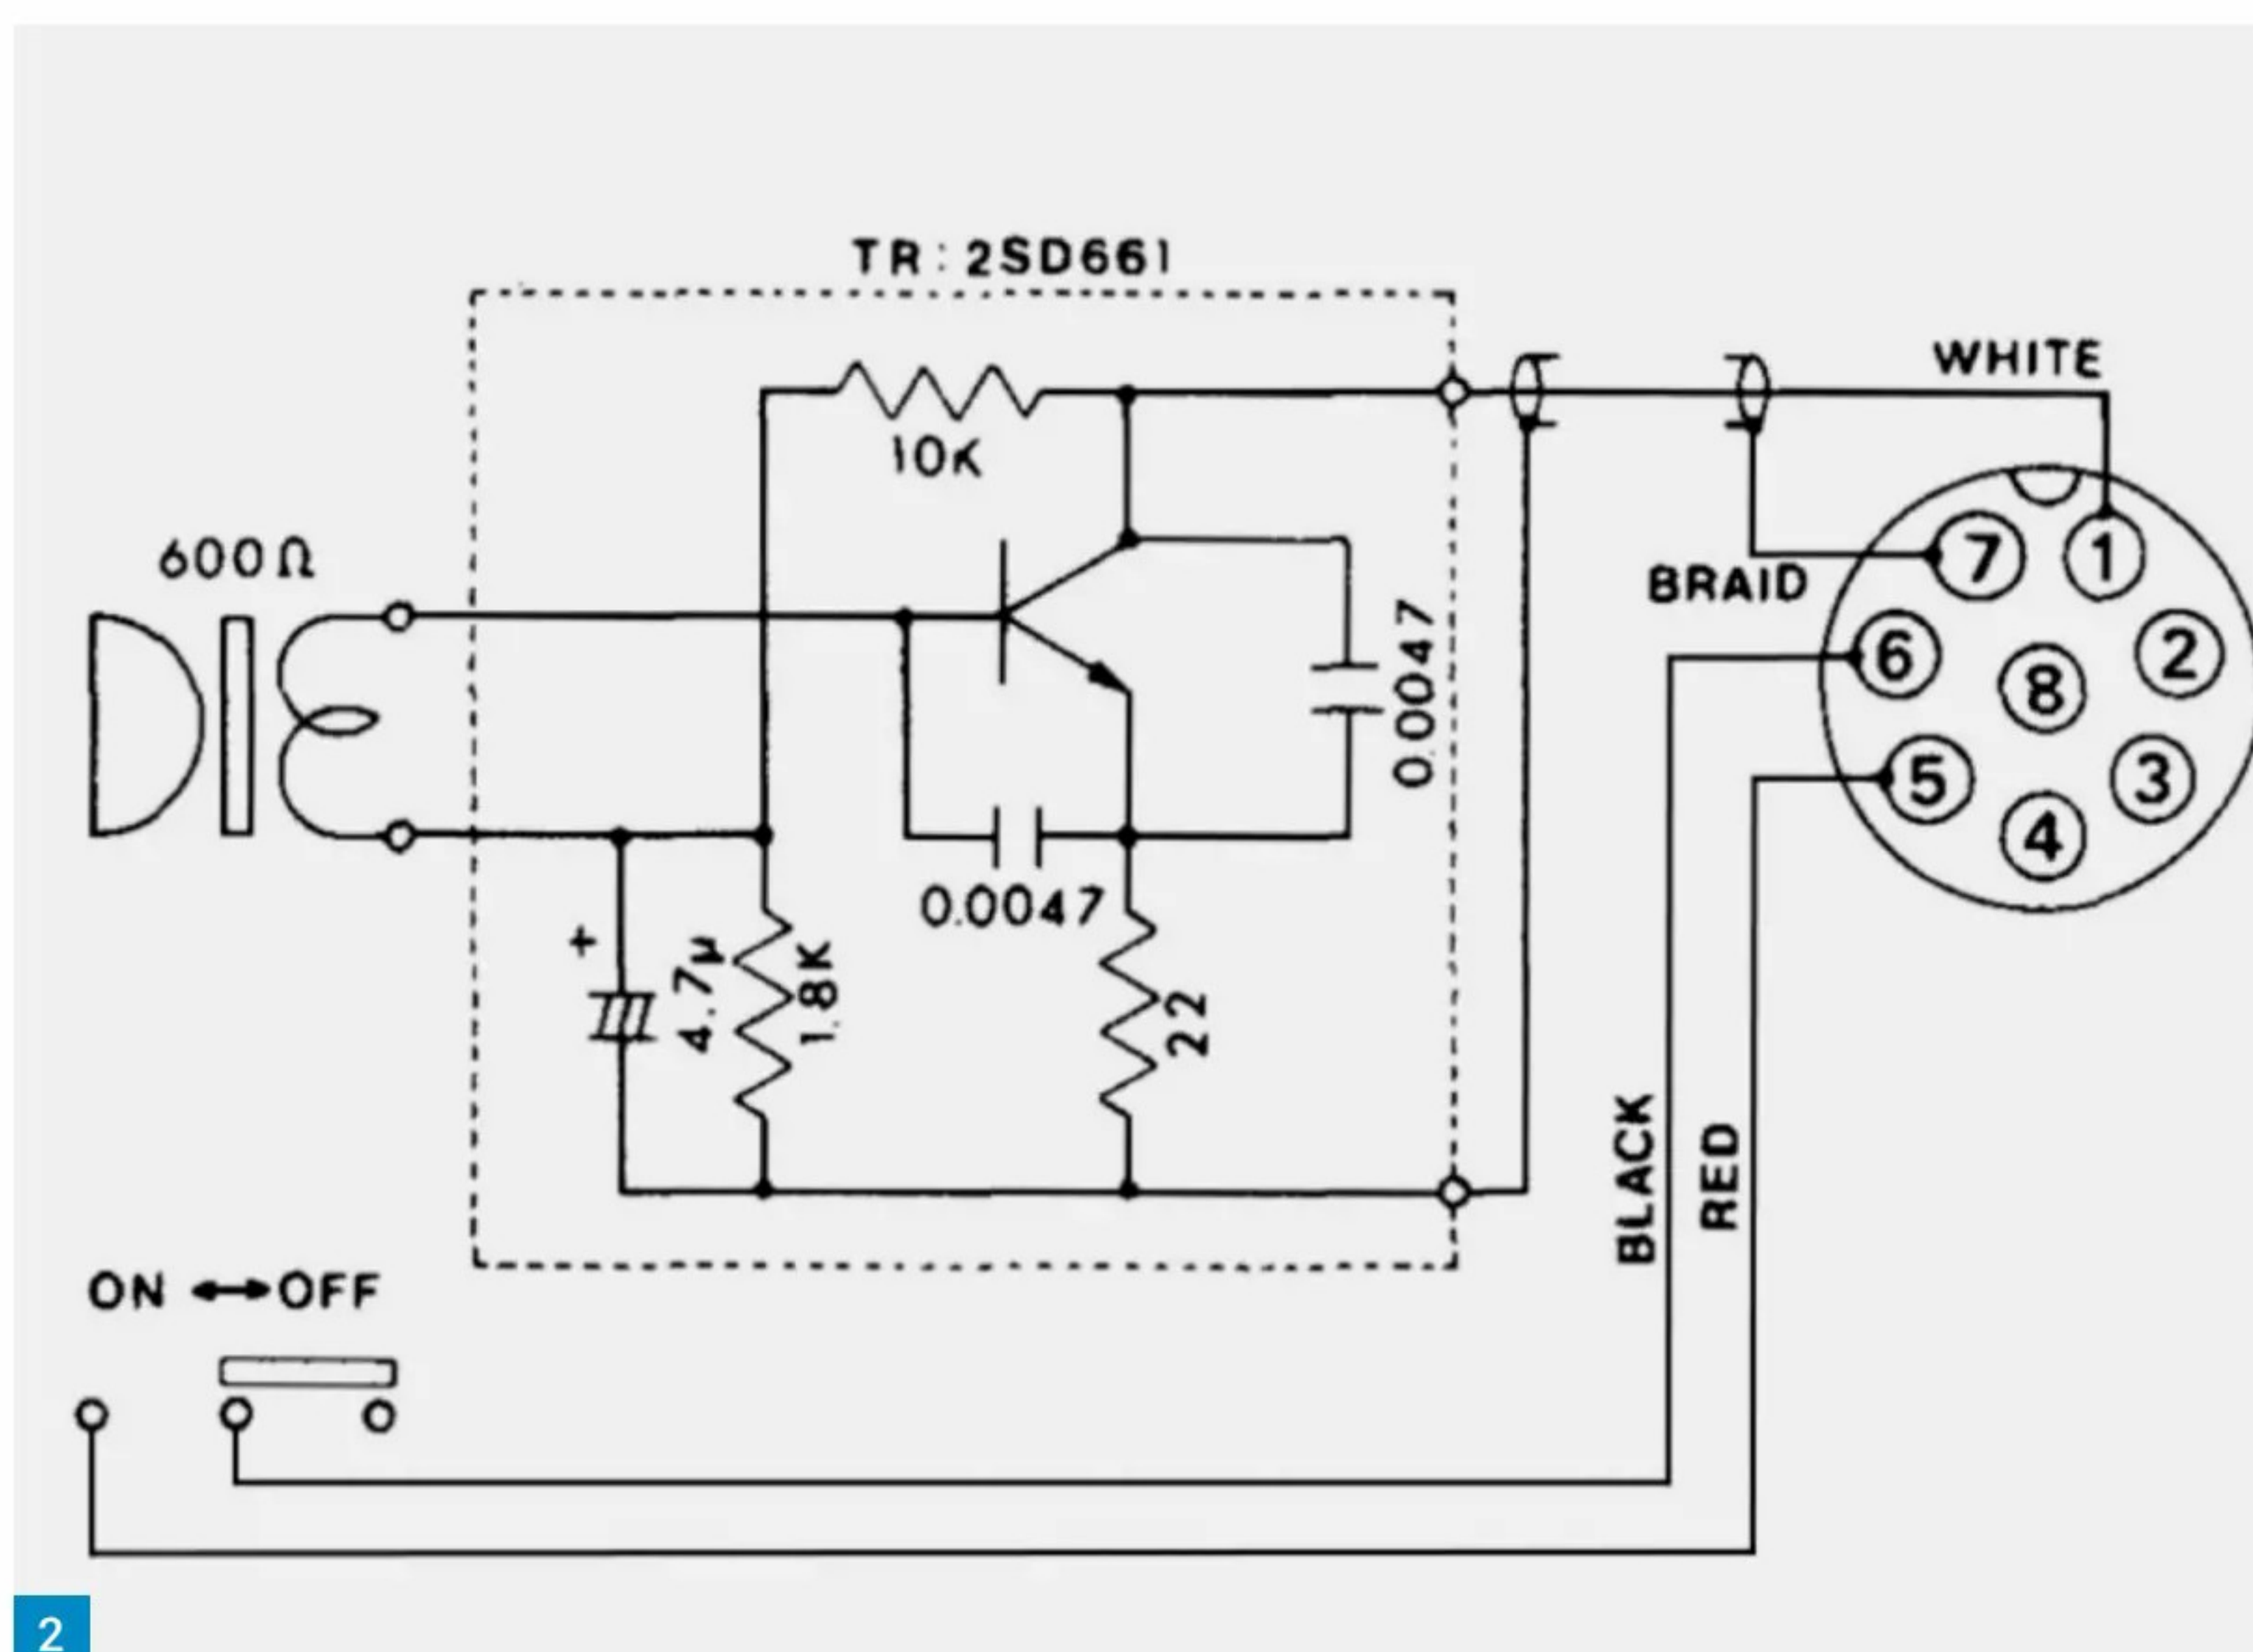 TR: 2SD661
WHITE
10K
600Ω
BRAID
7
1
6
2
8
5
3
4
0.0047
0.0047
+
4.7μ
1.8K
22
BLACK
RED
ON ↔ OFF
2